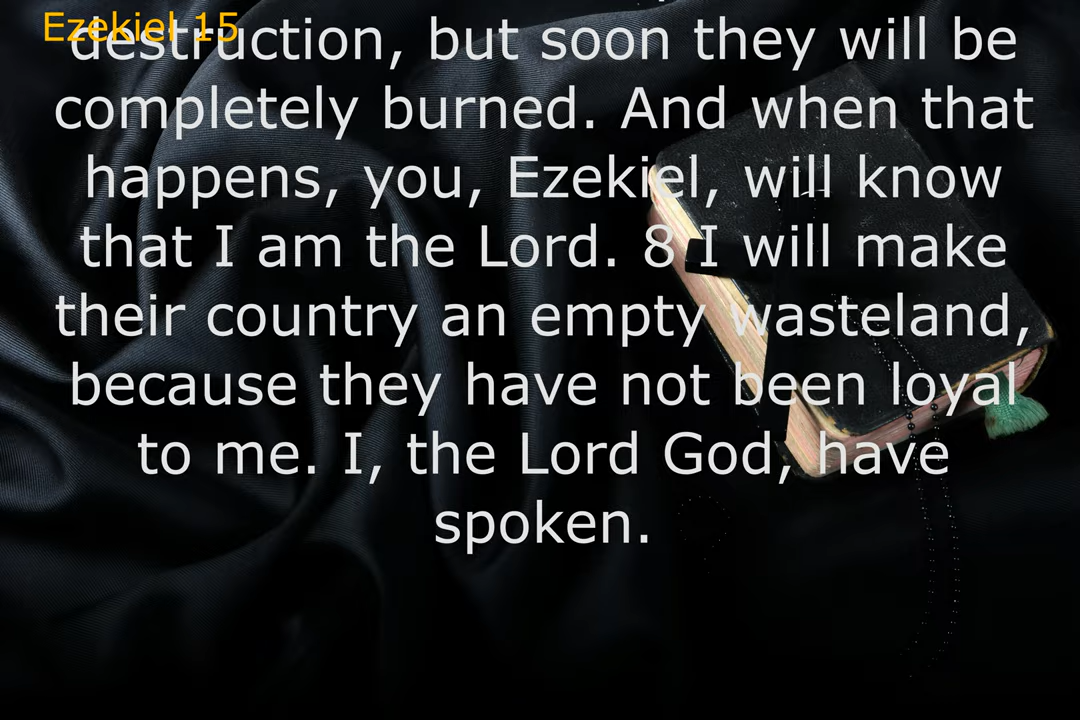 Ezekiel 15
destruction, but soon they will be
completely burned. And when that
happens, you, Ezekiel, will know
that I am the Lord. 8 I will make
their country an empty wasteland,
because they have not been loyal
to me. I, the Lord God, have
spoken.